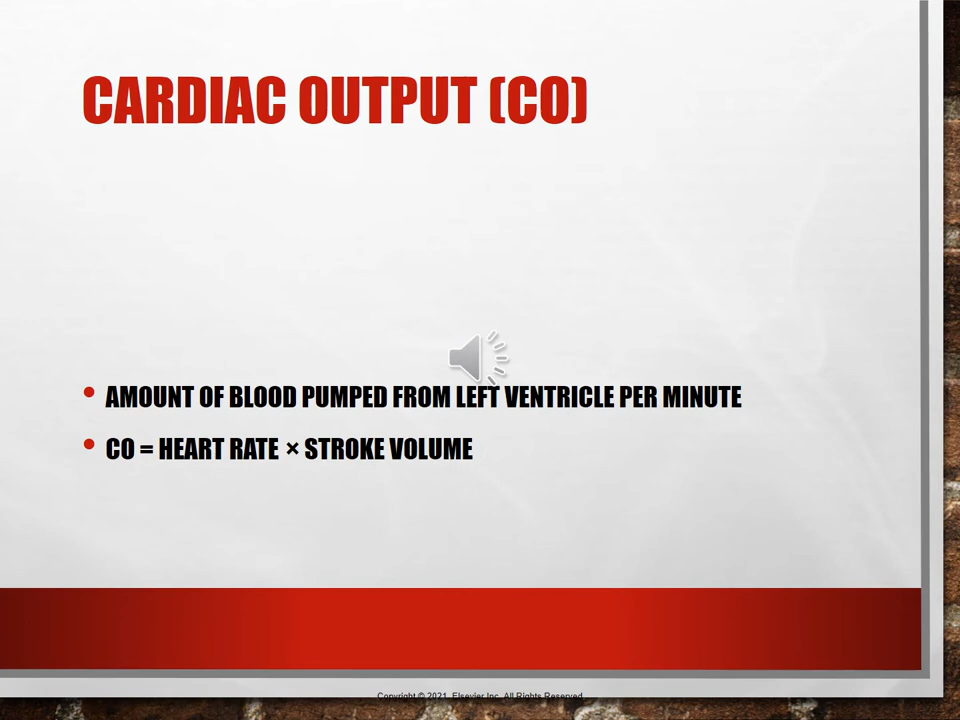 CARDIAC OUTPUT (CO)
• AMOUNT OF BLOOD PUMPED FROM LEFT VENTRICLE PER MINUTE
• CO = HEART RATE × STROKE VOLUME
Copyright © 2021, Elsevier Inc. All Rights Reserved.